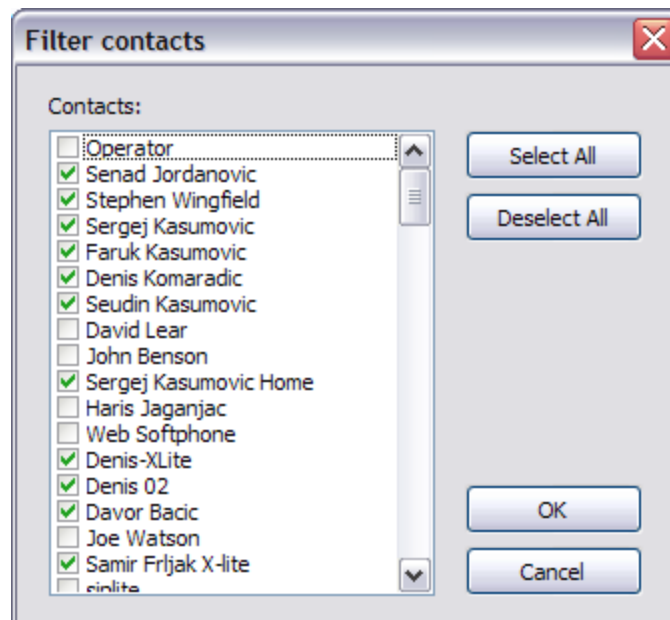 Filter contacts
Contacts:
Operator
Senad Jordanovic
Stephen Wingfield
Sergej Kasumovic
Faruk Kasumovic
Denis Komaradic
Seudin Kasumovic
David Lear
John Benson
Sergej Kasumovic Home
Haris Jaganjac
Web Softphone
Denis-XLite
Denis 02
Davor Bacic
Joe Watson
Samir Frljak X-lite
siplite
Select All
Deselect All
OK
Cancel